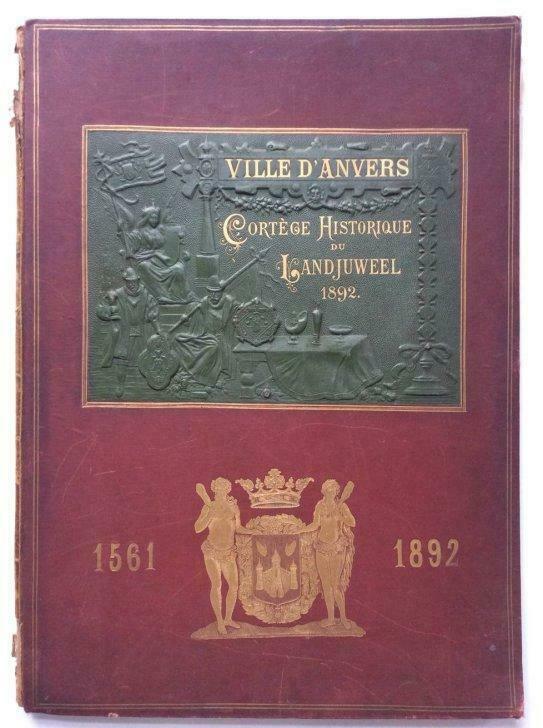 VILLE D'ANVERS
CORTÈGE HISTORIQUE
DU
LANDJUWEEL
1892.
1561 1892